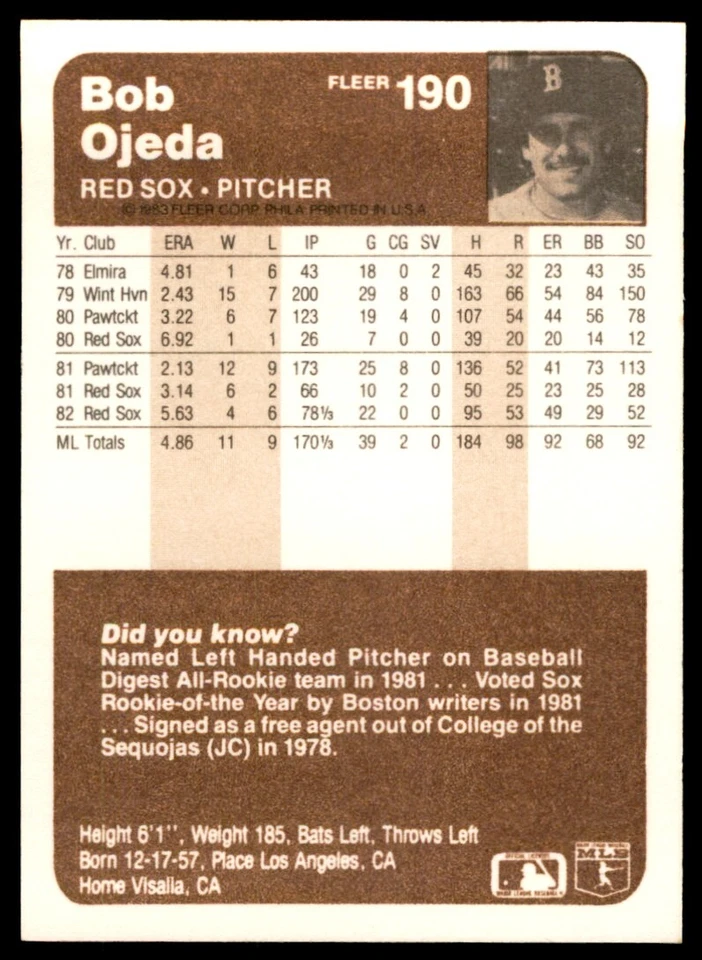 Bob
Ojeda
FLEER 190
RED SOX • PITCHER
© 1983 FLEER CORP. PHILA. PRINTED IN U.S.A.
Yr. Club ERA W L IP G CG SV H R ER BB SO
78 Elmira 4.81 1 6 43 18 0 2 45 32 23 43 35
79 Wint Hvn 2.43 15 7 200 29 8 0 163 66 54 84 150
80 Pawtckt 3.22 6 7 123 19 4 0 107 54 44 56 78
80 Red Sox 6.92 1 1 26 7 0 0 39 20 20 14 12
81 Pawtckt 2.13 12 9 173 25 8 0 136 52 41 73 113
81 Red Sox 3.14 6 2 66 10 2 0 50 25 23 25 28
82 Red Sox 5.63 4 6 78⅓ 22 0 0 95 53 49 29 52
ML Totals 4.86 11 9 170⅓ 39 2 0 184 98 92 68 92
Did you know?
Named Left Handed Pitcher on Baseball
Digest All-Rookie team in 1981 . . . Voted Sox
Rookie-of-the Year by Boston writers in 1981
. . . Signed as a free agent out of College of the
Sequojas (JC) in 1978.
Height 6'1'', Weight 185, Bats Left, Throws Left
Born 12-17-57, Place Los Angeles, CA
Home Visalia, CA
B
MLB